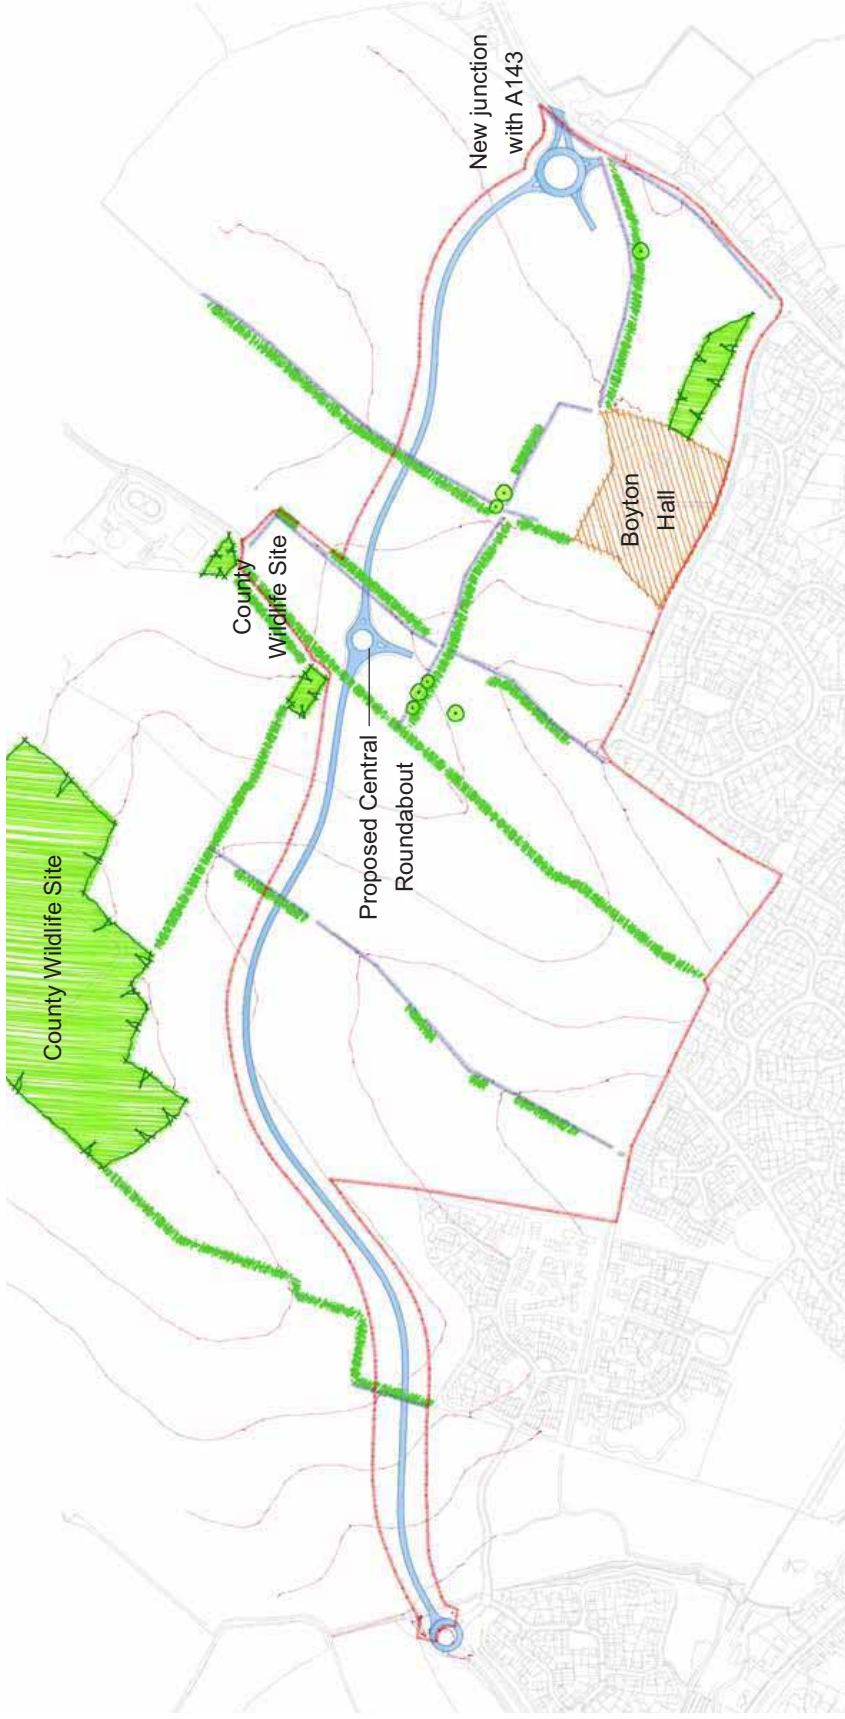 County Wildlife Site
County
Wildlife Site
Proposed Central
Roundabout
Boyton
Hall
New junction
with A143